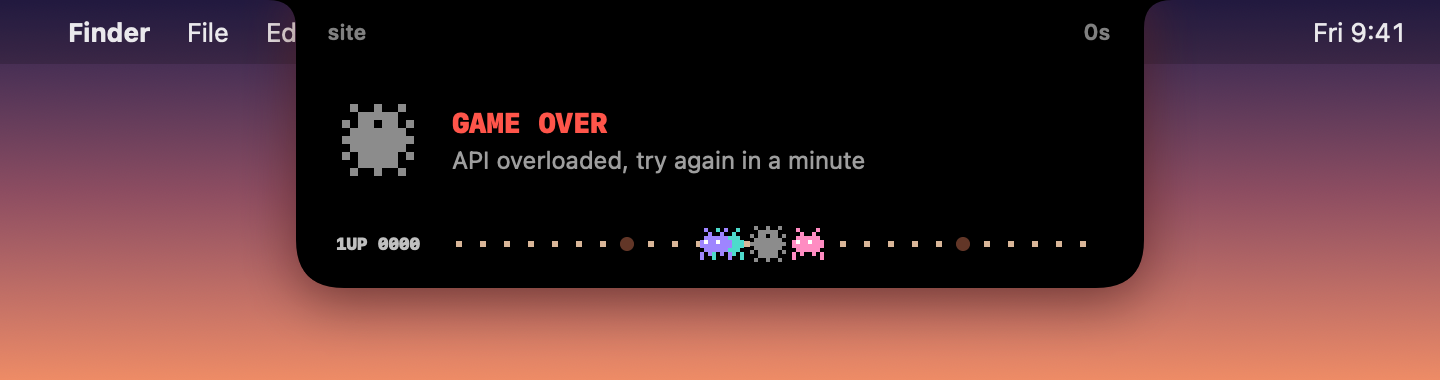 Finder File Ed
site 0s
Fri 9:41
GAME OVER
API overloaded, try again in a minute
1UP 0000